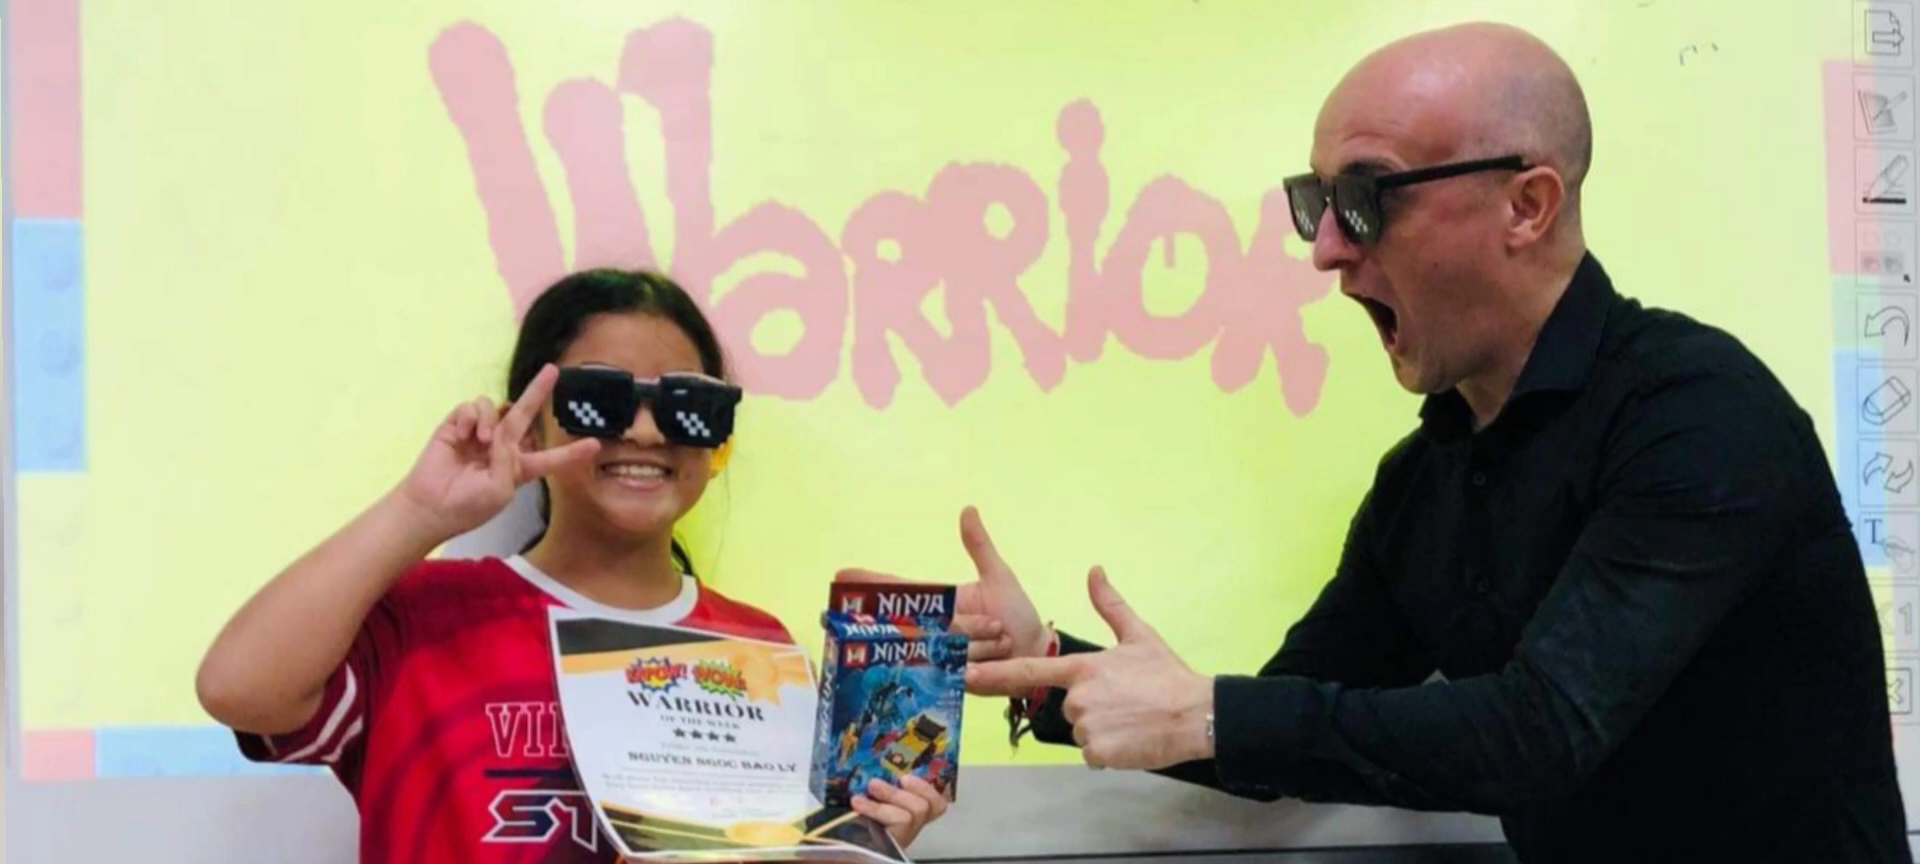 Warrior
T
NINJA
NINJA
NINJA
KAPOW! WOW!
WARRIOR
OF THE WEEK
NGUYEN NGOC BAO LY
VI
ST